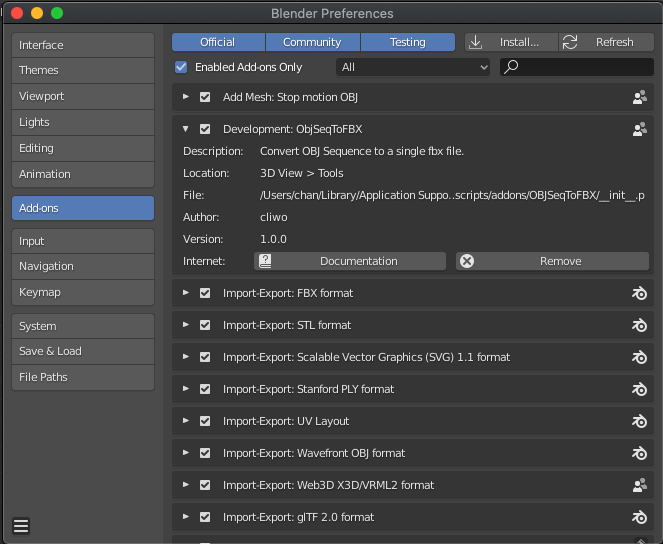 Blender Preferences
Interface
Themes
Viewport
Lights
Editing
Animation
Add-ons
Input
Navigation
Keymap
System
Save & Load
File Paths
Official Community Testing Install... Refresh
Enabled Add-ons Only All
Add Mesh: Stop motion OBJ
Development: ObjSeqToFBX
Description: Convert OBJ Sequence to a single fbx file.
Location: 3D View > Tools
File: /Users/chan/Library/Application Suppo..scripts/addons/OBJSeqToFBX/__init__.p
Author: cliwo
Version: 1.0.0
Internet: Documentation Remove
Import-Export: FBX format
Import-Export: STL format
Import-Export: Scalable Vector Graphics (SVG) 1.1 format
Import-Export: Stanford PLY format
Import-Export: UV Layout
Import-Export: Wavefront OBJ format
Import-Export: Web3D X3D/VRML2 format
Import-Export: glTF 2.0 format